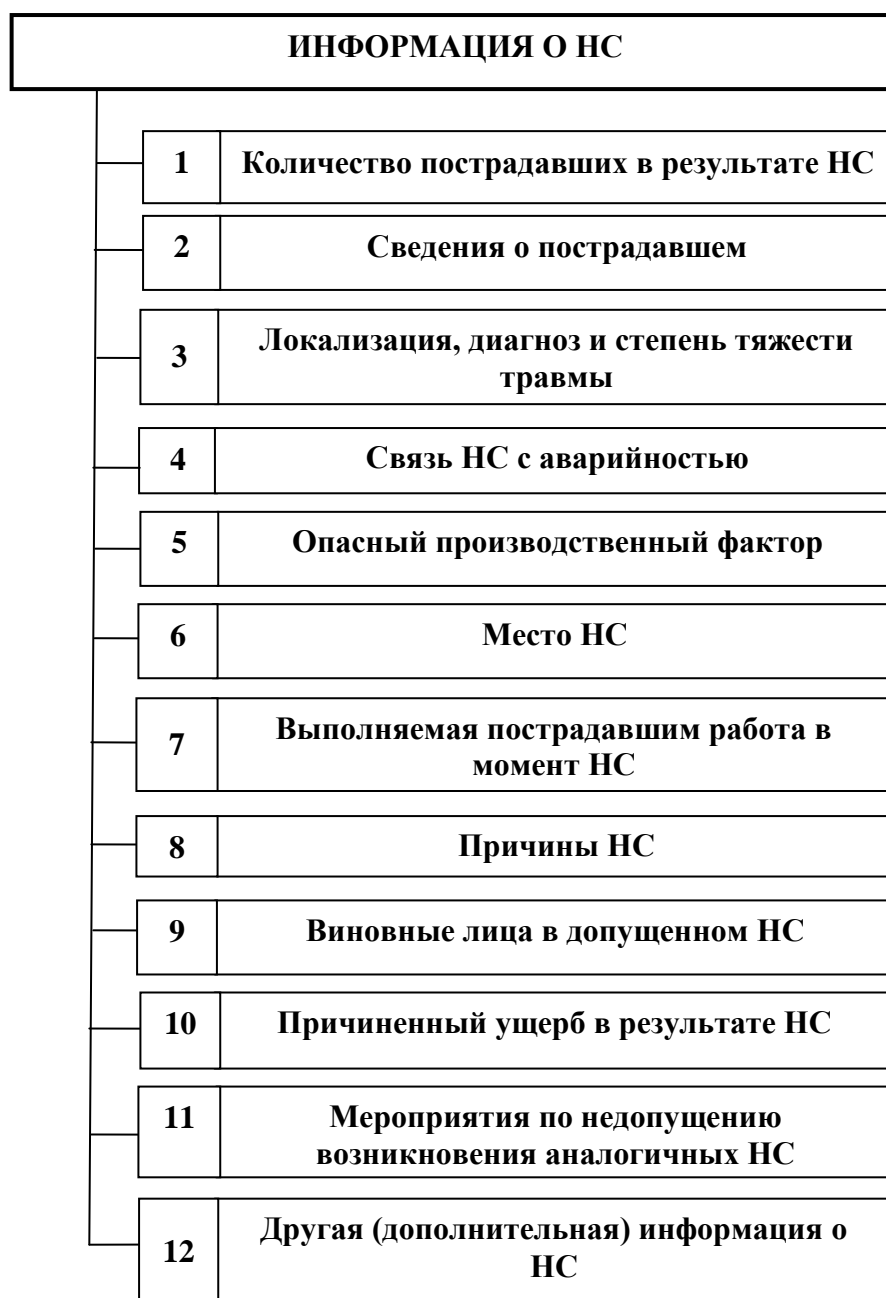 ИНФОРМАЦИЯ О НС
1 Количество пострадавших в результате НС
2 Сведения о пострадавшем
3 Локализация, диагноз и степень тяжести
травмы
4 Связь НС с аварийностью
5 Опасный производственный фактор
6 Место НС
7 Выполняемая пострадавшим работа в
момент НС
8 Причины НС
9 Виновные лица в допущенном НС
10 Причиненный ущерб в результате НС
11 Мероприятия по недопущению
возникновения аналогичных НС
12 Другая (дополнительная) информация о
НС